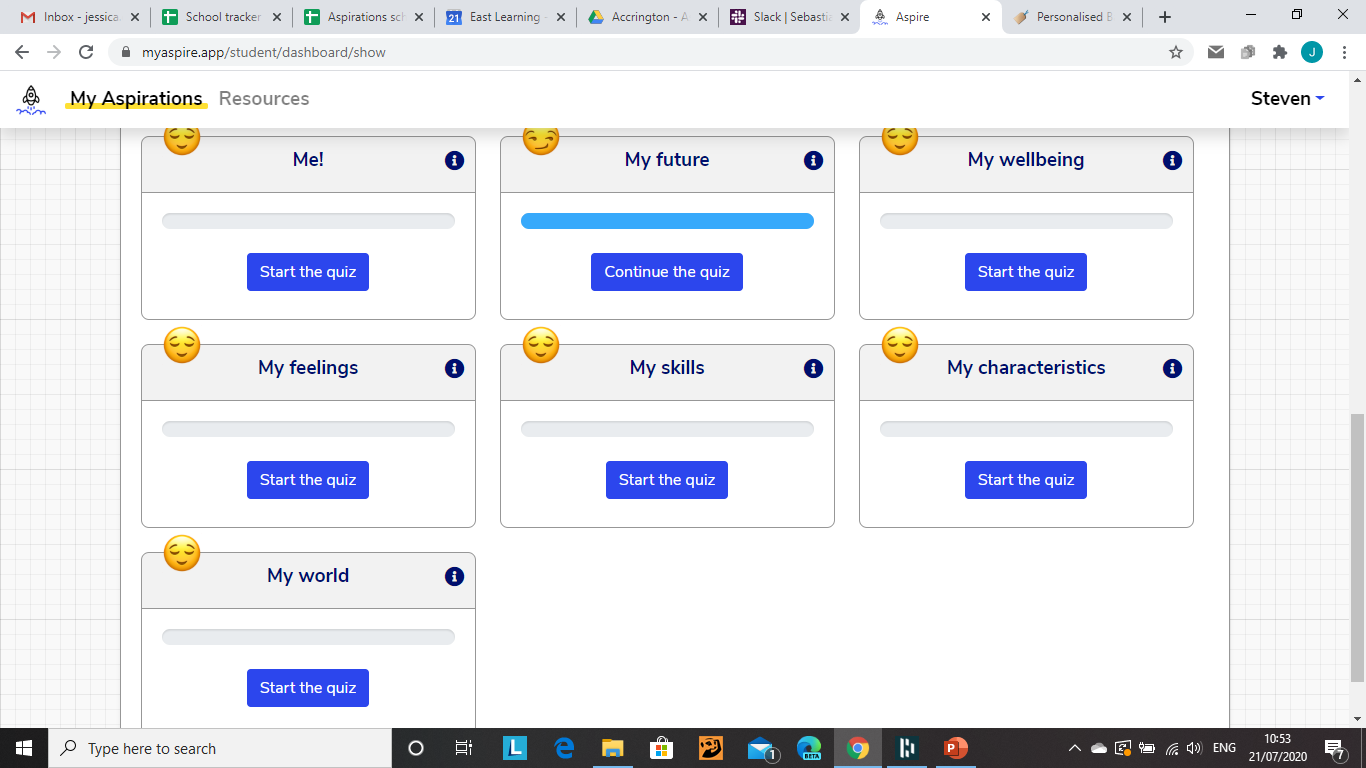 Inbox - jessica.
School tracker
Aspirations sch
East Learning -
Accrington - A
Slack | Sebastia
Aspire
Personalised B
myaspire.app/student/dashboard/show
J
My Aspirations
Resources
Steven
Me!
My future
My wellbeing
Start the quiz
Continue the quiz
Start the quiz
My feelings
My skills
My characteristics
Start the quiz
Start the quiz
Start the quiz
My world
Start the quiz
Type here to search
L
BETA
1
ENG
10:53
21/07/2020
7